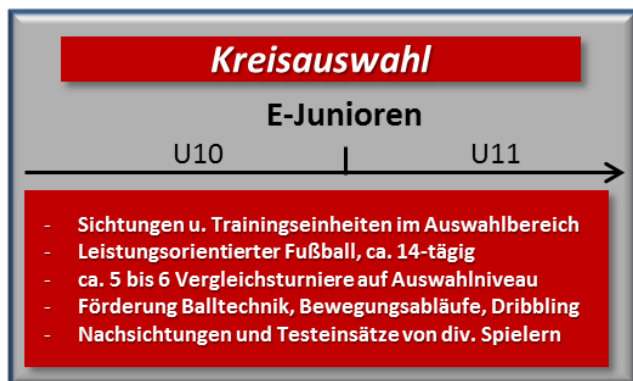 Kreisauswahl
E-Junioren
U10 U11
- Sichtungen u. Trainingseinheiten im Auswahlbereich
- Leistungsorientierter Fußball, ca. 14-tägig
- ca. 5 bis 6 Vergleichsturniere auf Auswahlniveau
- Förderung Balltechnik, Bewegungsabläufe, Dribbling
- Nachsichtungen und Testeinsätze von div. Spielern